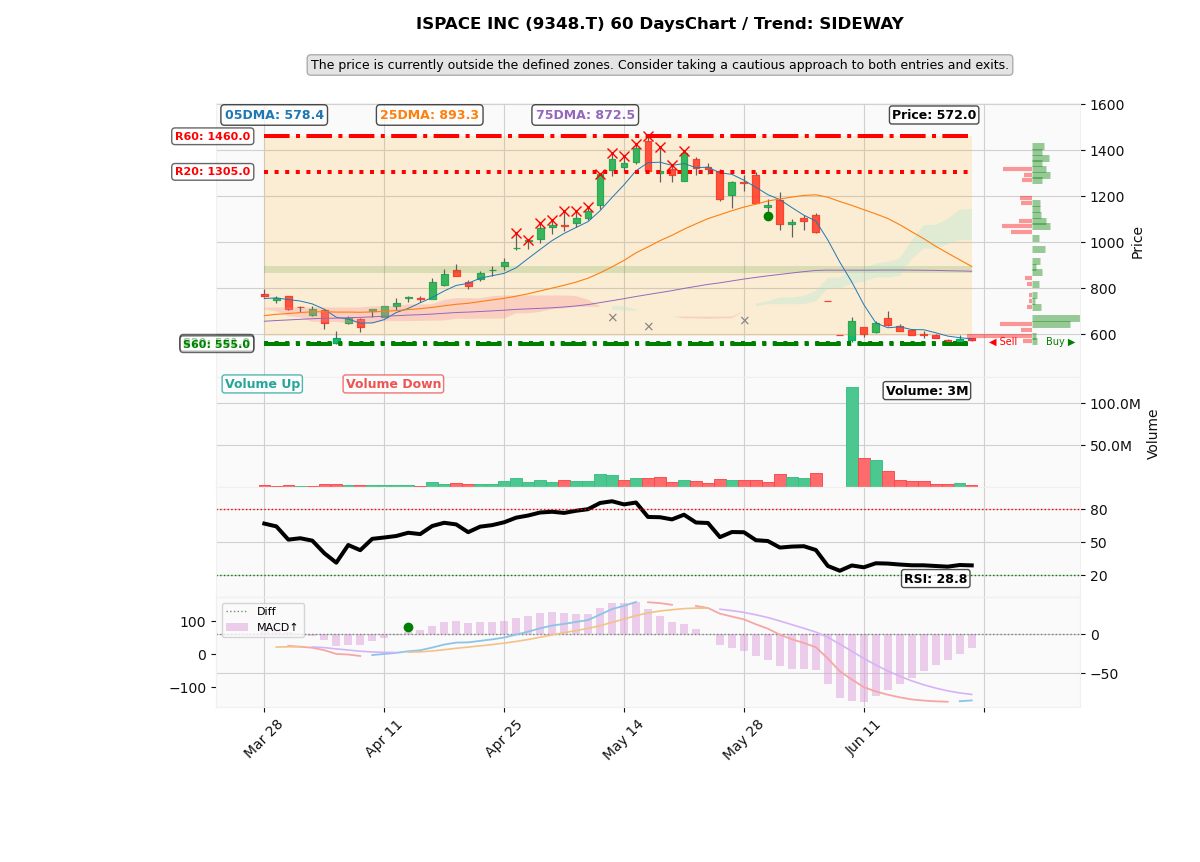 ISPACE INC (9348.T) 60 DaysChart / Trend: SIDEWAY
The price is currently outside the defined zones. Consider taking a cautious approach to both entries and exits.
05DMA: 578.4
25DMA: 893.3
75DMA: 872.5
Price: 572.0
R60: 1460.0
R20: 1305.0
S60: 555.0
1600
1400
1200
1000
800
600
Price
◀ Sell
Buy ▶
Volume Up
Volume Down
Volume: 3M
100.0M
50.0M
Volume
80
50
20
RSI: 28.8
Diff
MACD↑
100
0
−100
0
−50
Mar 28
Apr 11
Apr 25
May 14
May 28
Jun 11